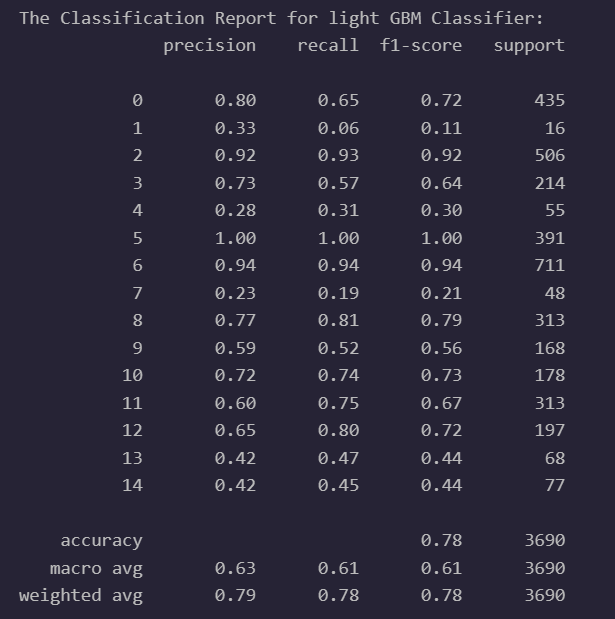 The Classification Report for light GBM Classifier:
precision recall f1-score support
0 0.80 0.65 0.72 435
1 0.33 0.06 0.11 16
2 0.92 0.93 0.92 506
3 0.73 0.57 0.64 214
4 0.28 0.31 0.30 55
5 1.00 1.00 1.00 391
6 0.94 0.94 0.94 711
7 0.23 0.19 0.21 48
8 0.77 0.81 0.79 313
9 0.59 0.52 0.56 168
10 0.72 0.74 0.73 178
11 0.60 0.75 0.67 313
12 0.65 0.80 0.72 197
13 0.42 0.47 0.44 68
14 0.42 0.45 0.44 77
accuracy 0.78 3690
macro avg 0.63 0.61 0.61 3690
weighted avg 0.79 0.78 0.78 3690